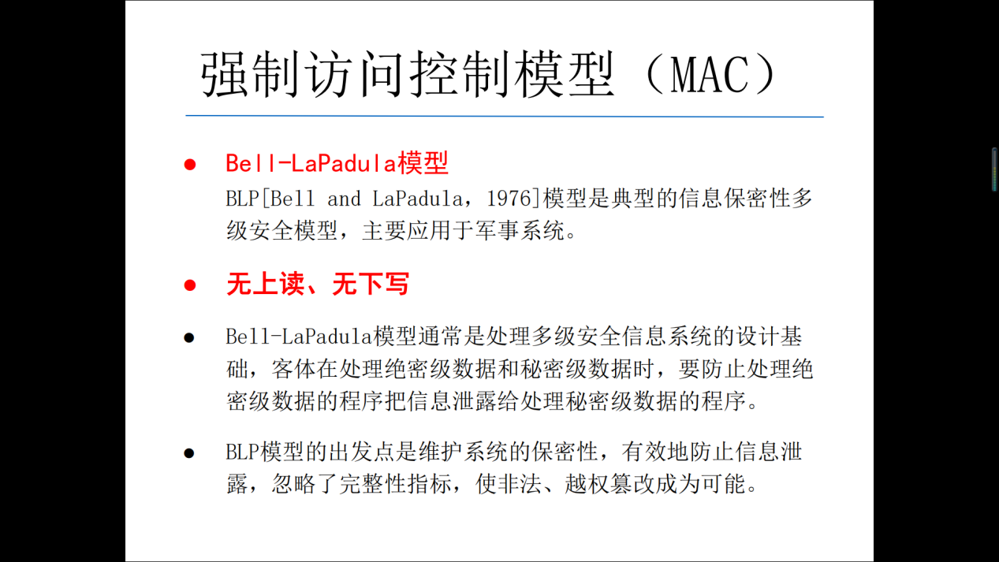 强制访问控制模型（MAC）
Bell-LaPadula模型
BLP[Bell and LaPadula，1976]模型是典型的信息保密性多
级安全模型，主要应用于军事系统。
无上读、无下写
Bell-LaPadula模型通常是处理多级安全信息系统的设计基
础，客体在处理绝密级数据和秘密级数据时，要防止处理绝
密级数据的程序把信息泄露给处理秘密级数据的程序。
BLP模型的出发点是维护系统的保密性，有效地防止信息泄
露，忽略了完整性指标，使非法、越权篡改成为可能。